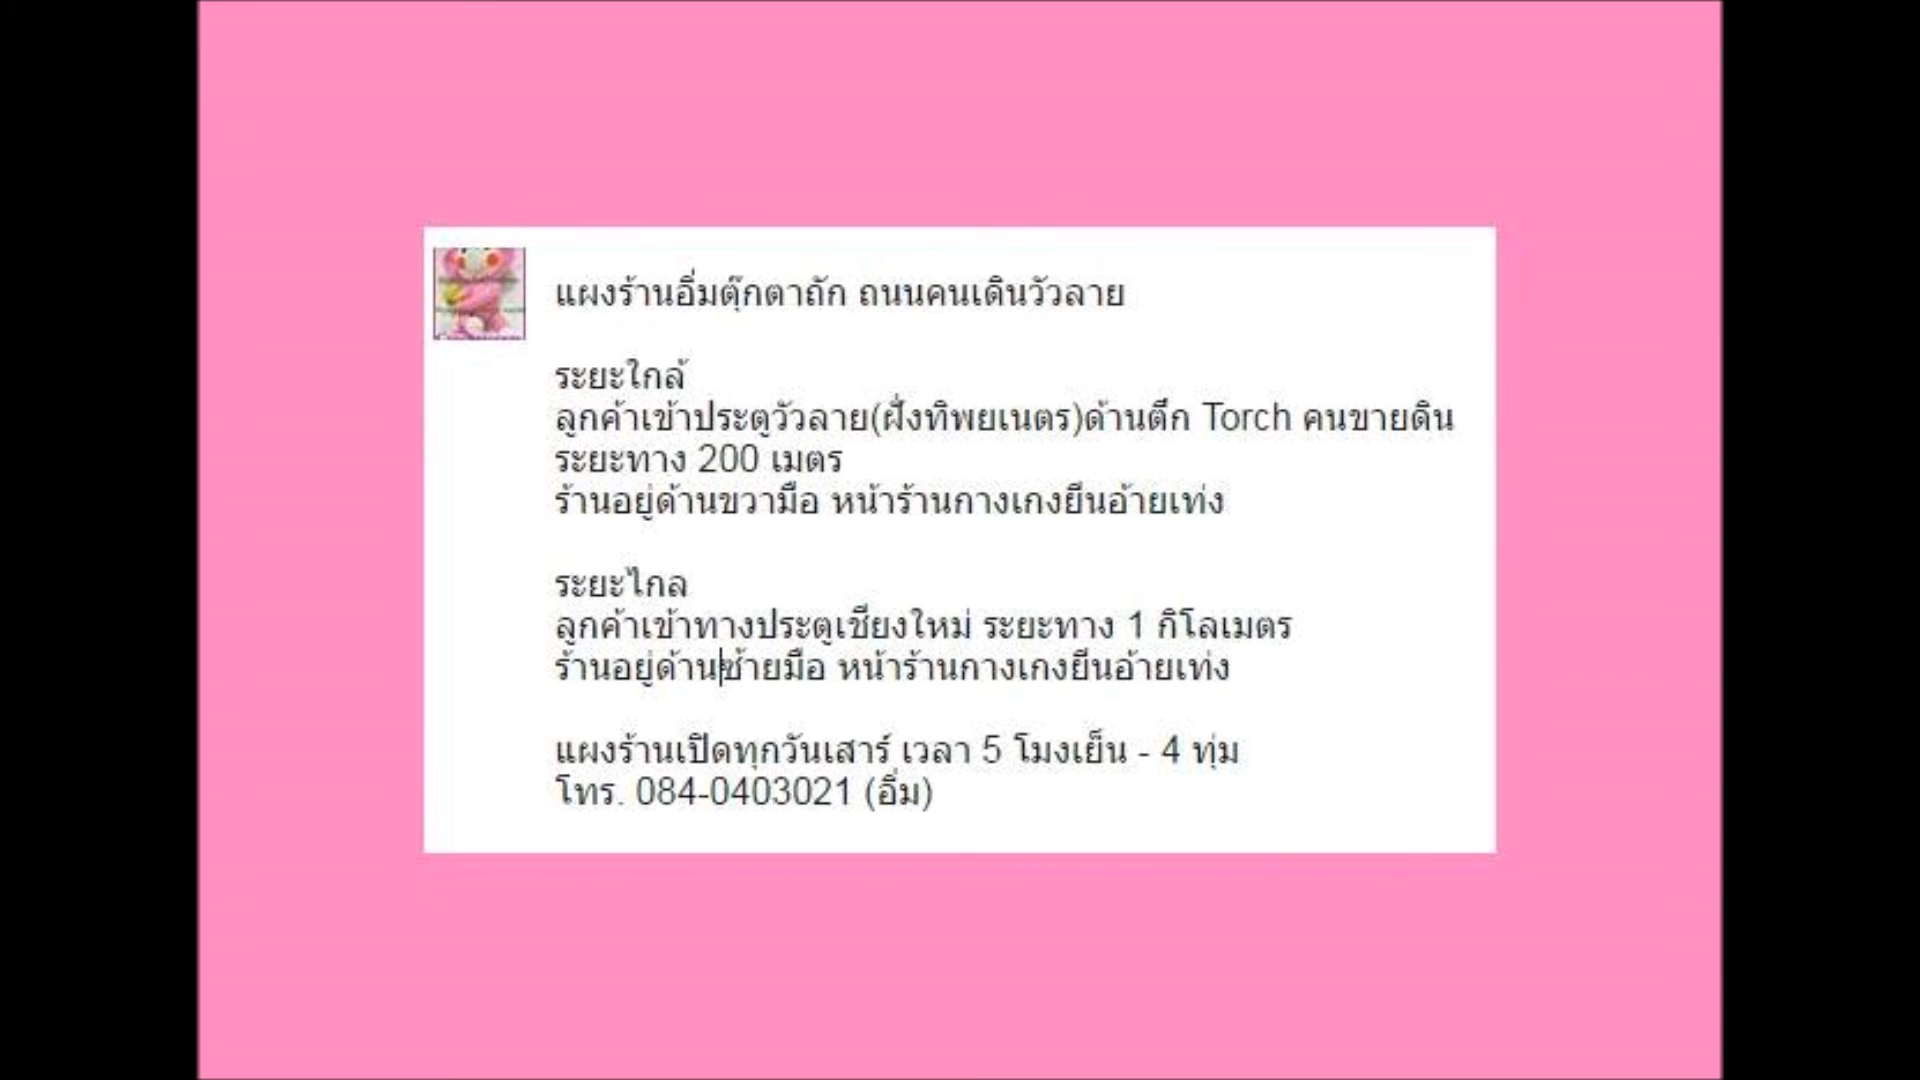 แผงร้านอิ่มตุ๊กตาถัก ถนนคนเดินวัวลาย
ระยะใกล้
ลูกค้าเข้าประตูวัวลาย(ฝั่งทิพยเนตร)ด้านตึก Torch คนขายดิน
ระยะทาง 200 เมตร
ร้านอยู่ด้านขวามือ หน้าร้านกางเกงยีนอ้ายเท่ง
ระยะไกล
ลูกค้าเข้าทางประตูเชียงใหม่ ระยะทาง 1 กิโลเมตร
ร้านอยู่ด้านซ้ายมือ หน้าร้านกางเกงยีนอ้ายเท่ง
แผงร้านเปิดทุกวันเสาร์ เวลา 5 โมงเย็น - 4 ทุ่ม
โทร. 084-0403021 (อิ่ม)